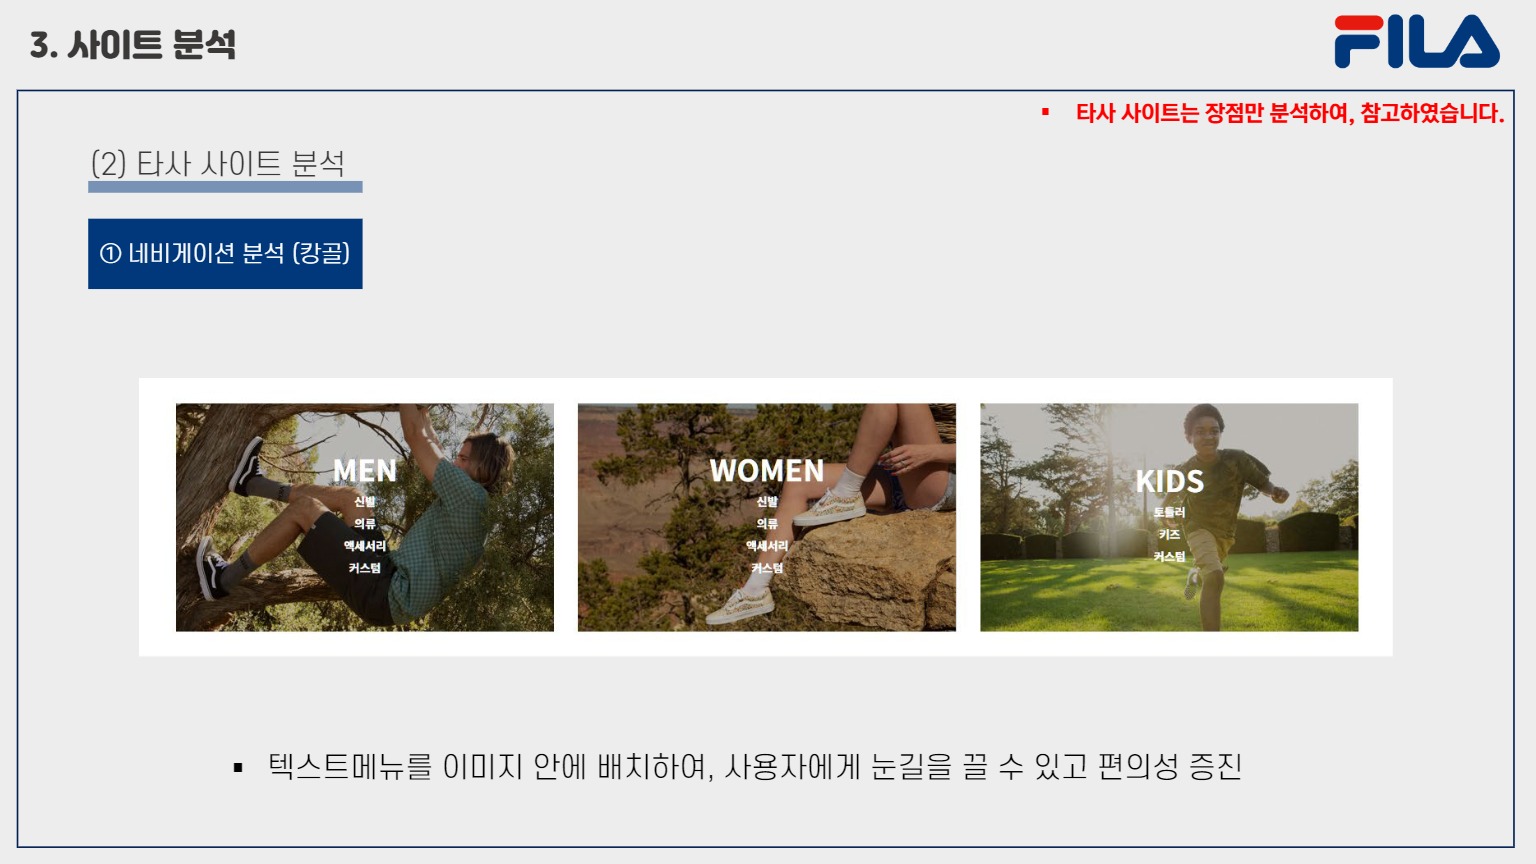 3. 사이트 분석
FILA
▪ 타사 사이트는 장점만 분석하여, 참고하였습니다.
(2) 타사 사이트 분석
① 네비게이션 분석 (캉골)
MEN
신발
의류
액세서리
커스텀
WOMEN
신발
의류
액세서리
커스텀
KIDS
토들러
키즈
커스텀
▪ 텍스트메뉴를 이미지 안에 배치하여, 사용자에게 눈길을 끌 수 있고 편의성 증진